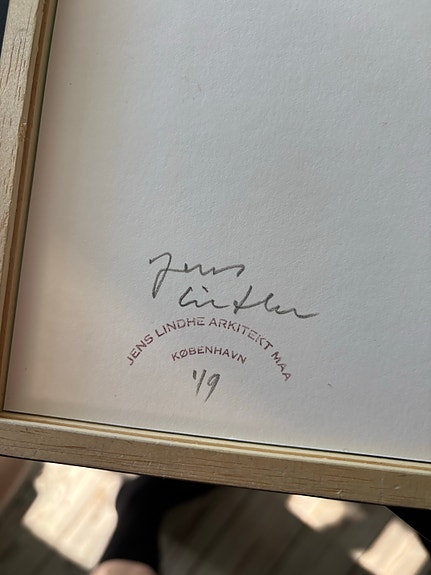 Jens
Lindhe
JENS LINDHE ARKITEKT MAA
KØBENHAVN
1/9